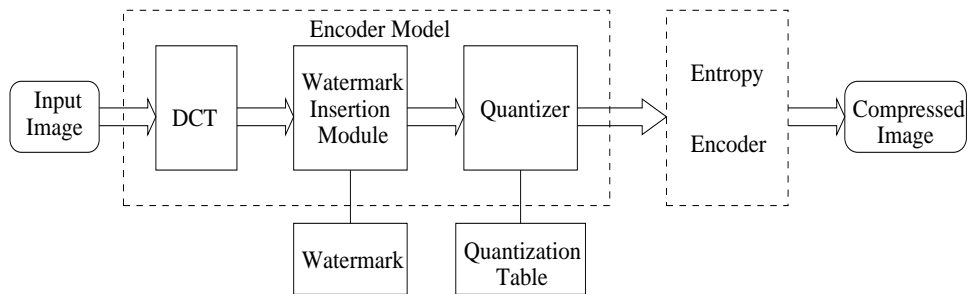 Encoder Model
Input
Image
DCT
Watermark
Insertion
Module
Quantizer
Entropy
Encoder
Compressed
Image
Watermark
Quantization
Table